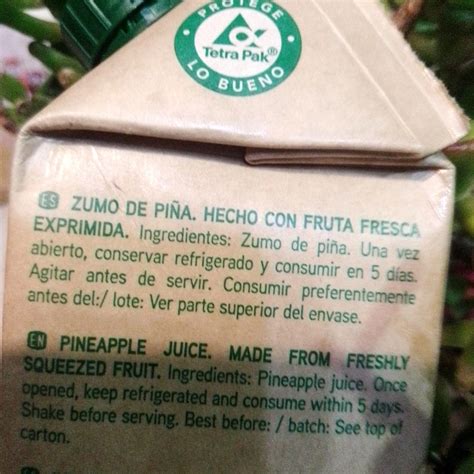 PROTEGE
Tetra Pak®
LO BUENO
ES ZUMO DE PIÑA. HECHO CON FRUTA FRESCA
EXPRIMIDA. Ingredientes: Zumo de piña. Una vez
abierto, conservar refrigerado y consumir en 5 días.
Agitar antes de servir. Consumir preferentemente
antes del:/ lote: Ver parte superior del envase.
EN PINEAPPLE JUICE. MADE FROM FRESHLY
SQUEEZED FRUIT. Ingredients: Pineapple juice. Once
opened, keep refrigerated and consume within 5 days.
Shake before serving. Best before: / batch: See top of
carton.